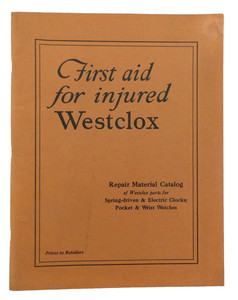 First aid
for injured
Westclox
Repair Material Catalog
of Westclox parts for
Spring-driven & Electric Clocks;
Pocket & Wrist Watches
Prices to Retailers